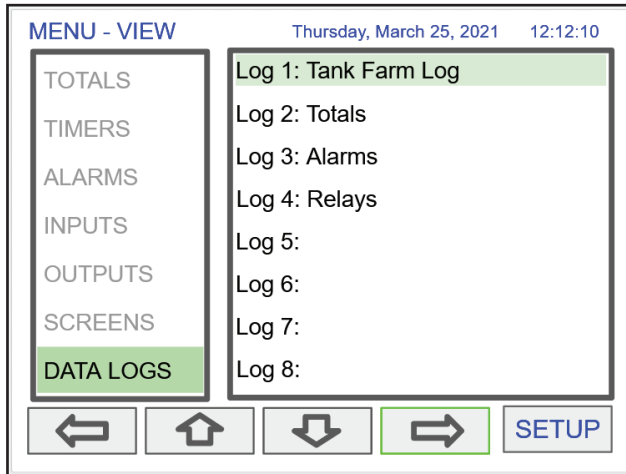 MENU - VIEW
Thursday, March 25, 2021 12:12:10
TOTALS
TIMERS
ALARMS
INPUTS
OUTPUTS
SCREENS
DATA LOGS
Log 1: Tank Farm Log
Log 2: Totals
Log 3: Alarms
Log 4: Relays
Log 5:
Log 6:
Log 7:
Log 8:
SETUP